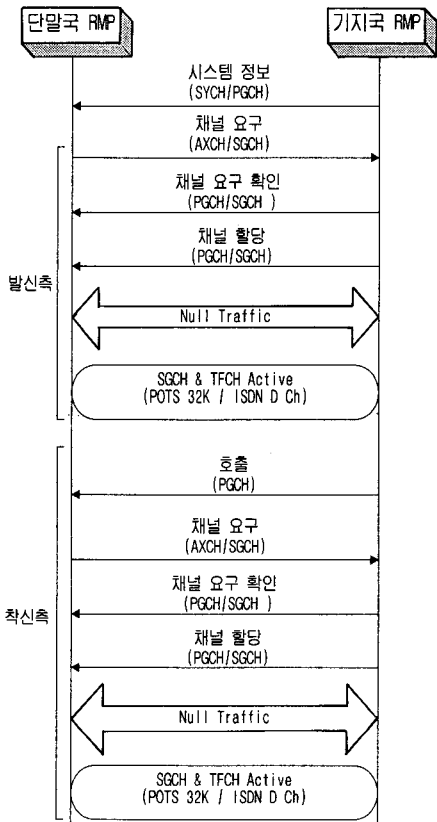 단말국 RMP
기지국 RMP
시스템 정보
(SYCH/PGCH)
채널 요구
(AXCH/SGCH)
채널 요구 확인
(PGCH/SGCH )
채널 할당
(PGCH/SGCH)
발신측
Null Traffic
SGCH & TFCH Active
(POTS 32K / ISDN D Ch)
호출
(PGCH)
채널 요구
(AXCH/SGCH)
채널 요구 확인
(PGCH/SGCH )
착신측
채널 할당
(PGCH/SGCH)
Null Traffic
SGCH & TFCH Active
(POTS 32K / ISDN D Ch)